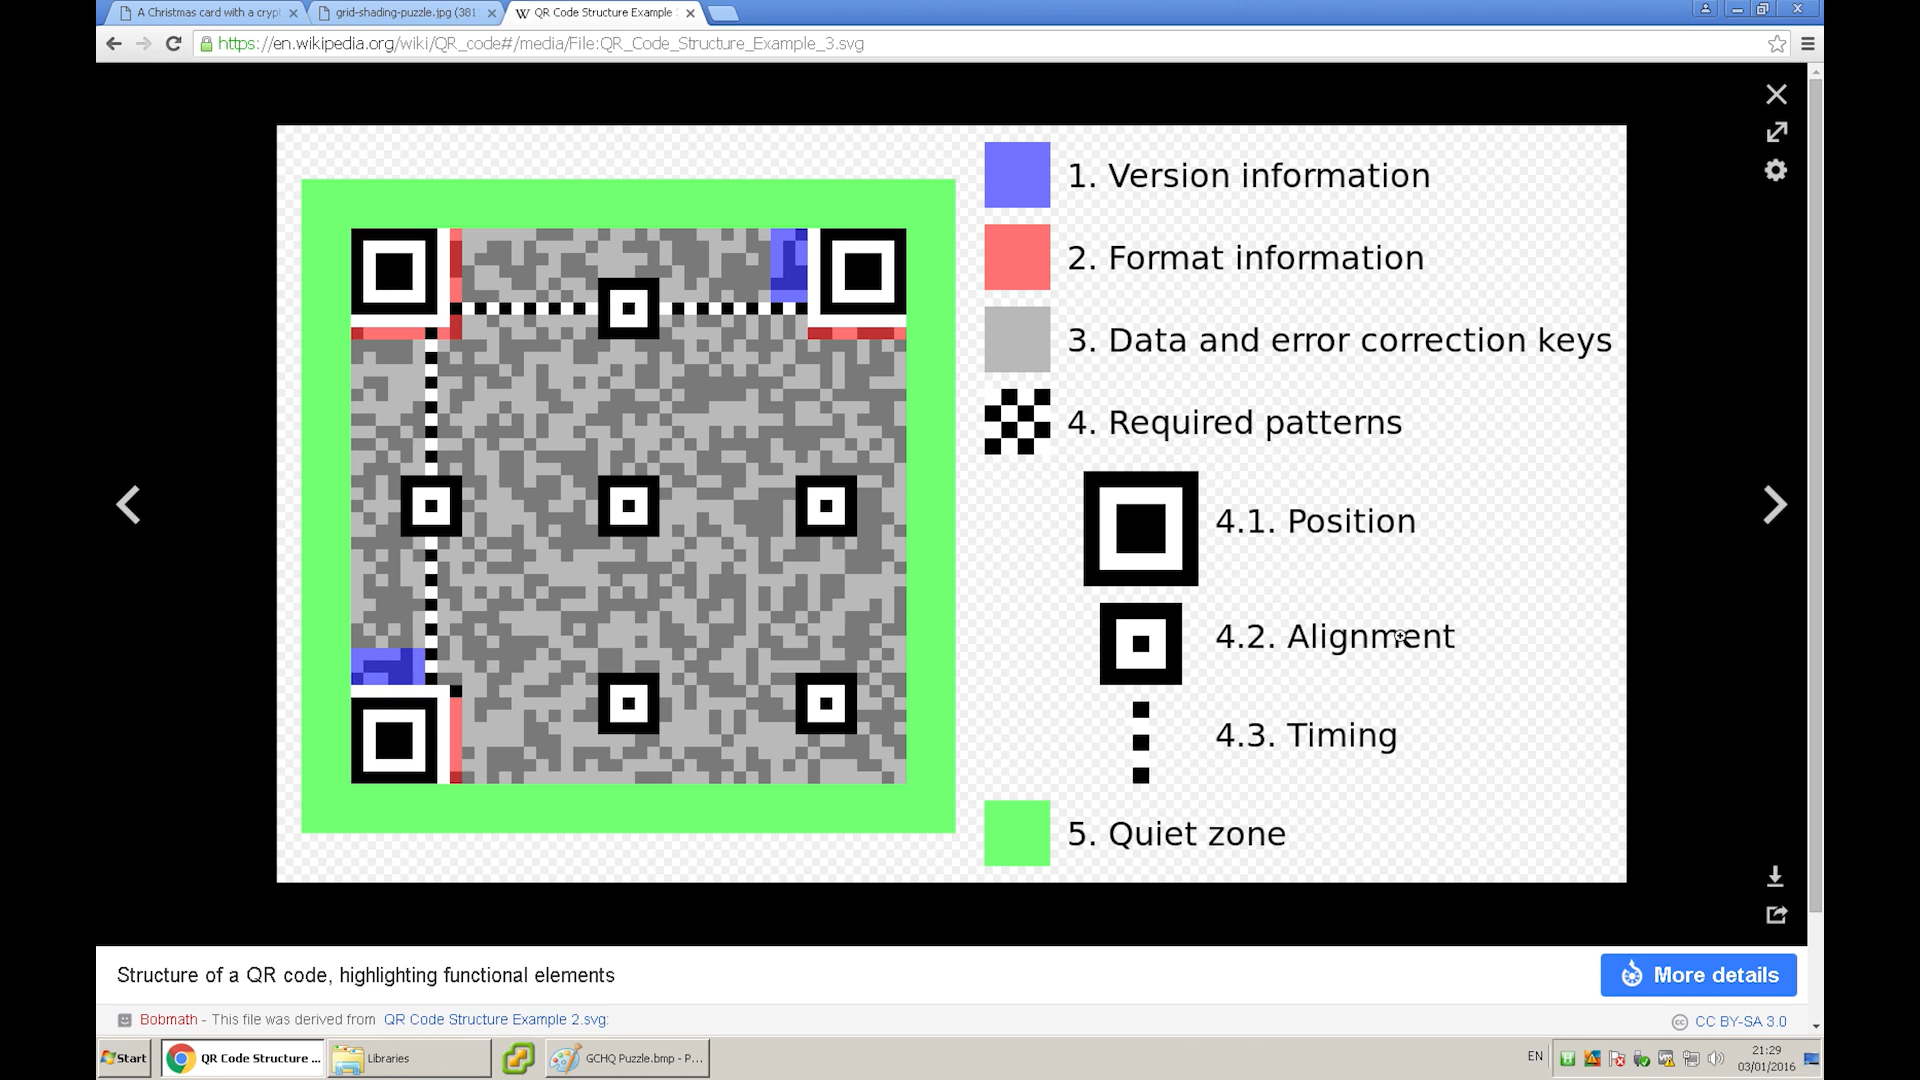 A Christmas card with a crypt
grid-shading-puzzle.jpg (381
W QR Code Structure Example
https://en.wikipedia.org/wiki/QR_code#/media/File:QR_Code_Structure_Example_3.svg
1. Version information
2. Format information
3. Data and error correction keys
4. Required patterns
4.1. Position
4.2. Alignment
4.3. Timing
5. Quiet zone
Structure of a QR code, highlighting functional elements
More details
Bobmath - This file was derived from QR Code Structure Example 2.svg:
CC BY-SA 3.0
Start
QR Code Structure ...
Libraries
GCHQ Puzzle.bmp - P...
EN
21:29
03/01/2016